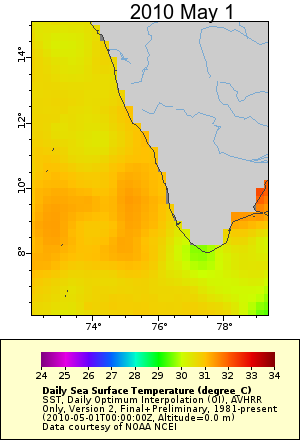 2010 May 1
14°
12°
10°
8°
74° 76° 78°
24 25 26 27 28 29 30 31 32 33 34
Daily Sea Surface Temperature (degree_C)
SST, Daily Optimum Interpolation (OI), AVHRR
Only, Version 2, Final+Preliminary, 1981-present
(2010-05-01T00:00:00Z, Altitude=0.0 m)
Data courtesy of NOAA NCEI